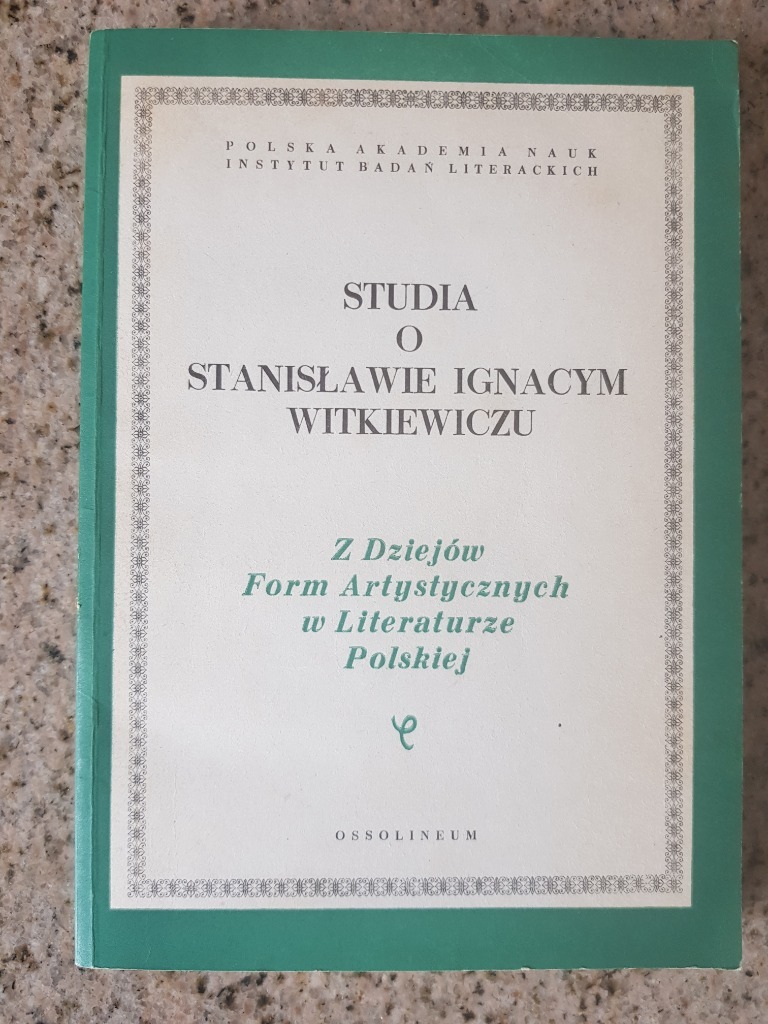 POLSKA AKADEMIA NAUK
INSTYTUT BADAŃ LITERACKICH
STUDIA
O
STANISŁAWIE IGNACYM
WITKIEWICZU
Z Dziejów
Form Artystycznych
w Literaturze
Polskiej
OSSOLINEUM